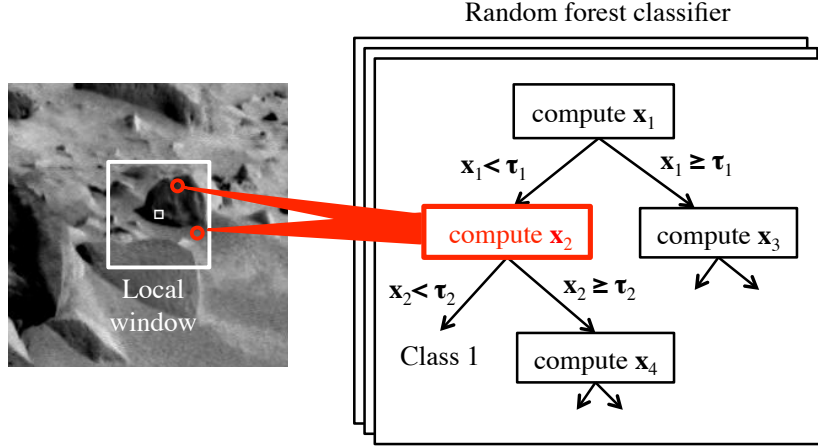 Random forest classifier
compute x₁
x₁ < τ₁
x₁ ≥ τ₁
compute x₂
compute x₃
x₂ < τ₂
x₂ ≥ τ₂
Local
window
Class 1
compute x₄